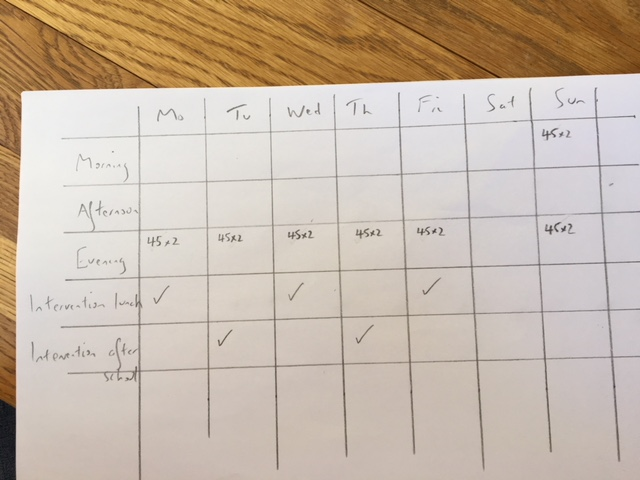 Mo Tu Wed Th Fri Sat Sun
Morning 45x2
Afternoon
Evening 45x2 45x2 45x2 45x2 45x2 45x2
Intervention lunch ✓ ✓ ✓
Intervention after ✓ ✓
school